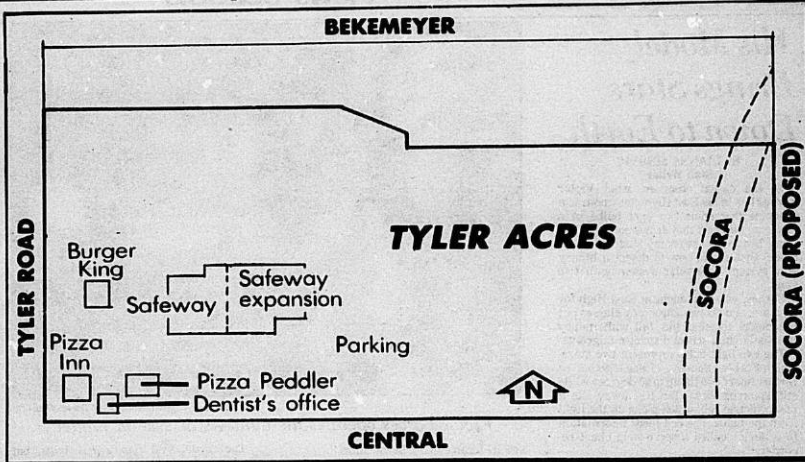 BEKEMEYER
TYLER ROAD
TYLER ACRES
SOCORA
SOCORA (PROPOSED)
Burger
King
Safeway
Safeway
expansion
Parking
Pizza
Inn
Pizza Peddler
Dentist's office
N
CENTRAL